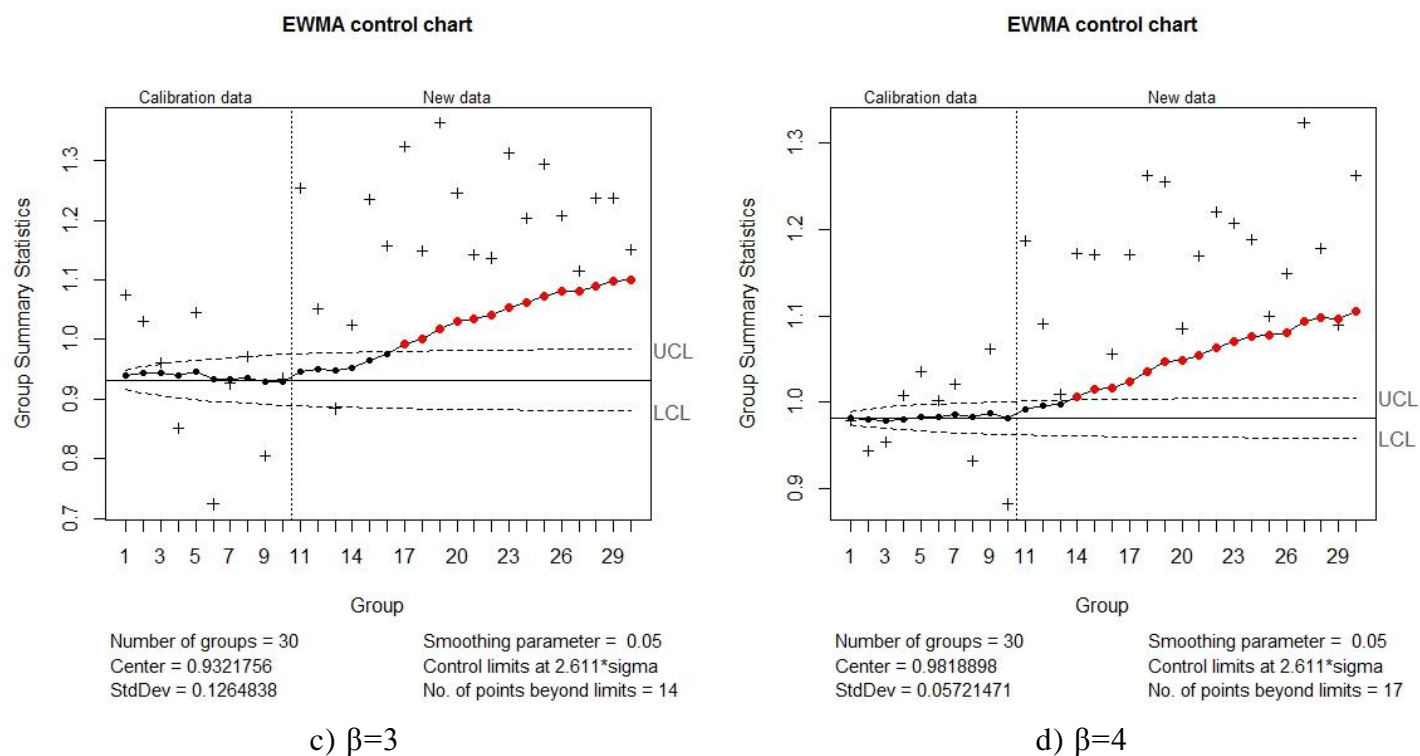 EWMA control chart
Calibration data New data
Group Summary Statistics
1.3
1.2
1.1
1.0
0.9
0.8
0.7
UCL
LCL
1 3 5 7 9 11 14 17 20 23 26 29
Group
Number of groups = 30 Smoothing parameter = 0.05
Center = 0.9321756 Control limits at 2.611*sigma
StdDev = 0.1264838 No. of points beyond limits = 14
c) β=3
EWMA control chart
Calibration data New data
Group Summary Statistics
1.3
1.2
1.1
1.0
0.9
UCL
LCL
1 3 5 7 9 11 14 17 20 23 26 29
Group
Number of groups = 30 Smoothing parameter = 0.05
Center = 0.9818898 Control limits at 2.611*sigma
StdDev = 0.05721471 No. of points beyond limits = 17
d) β=4